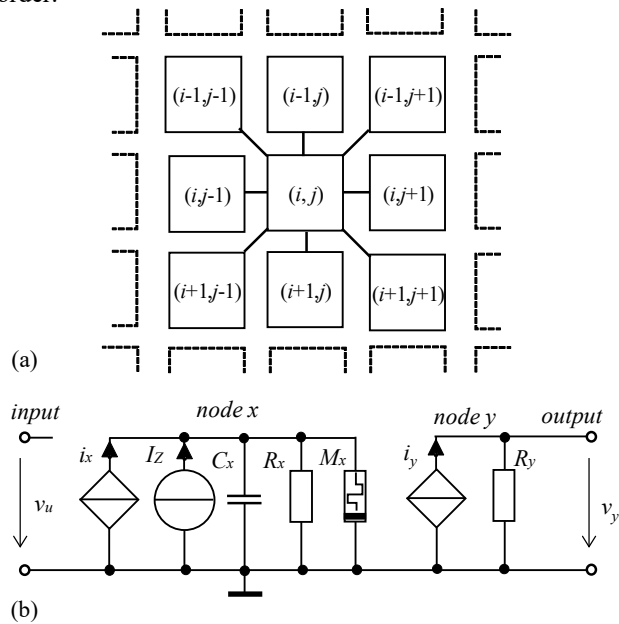 order.
(i-1,j-1) (i-1,j) (i-1,j+1)
(i,j-1) (i,j) (i,j+1)
(i+1,j-1) (i+1,j) (i+1,j+1)
(a)
input node x node y output
ix IZ Cx Rx Mx iy Ry
vu vy
(b)